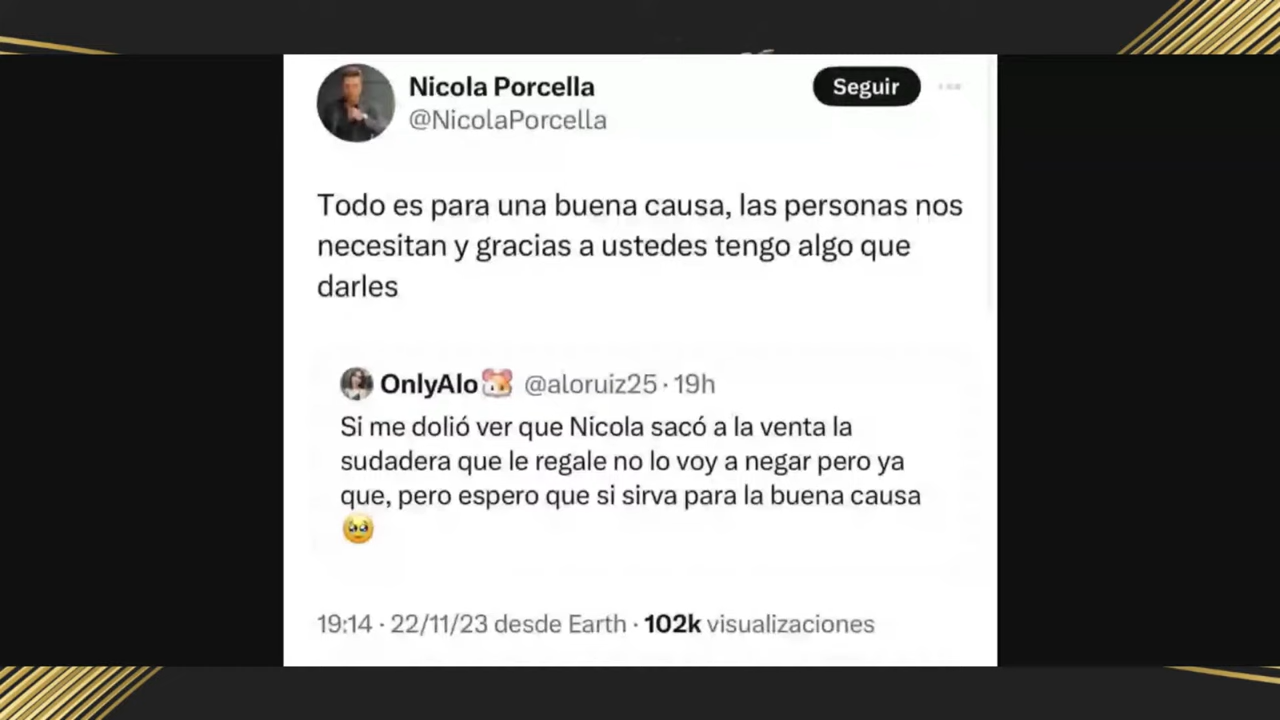 Nicola Porcella
Seguir
@NicolaPorcella
Todo es para una buena causa, las personas nos
necesitan y gracias a ustedes tengo algo que
darles
OnlyAlo🐹 @aloruiz25 · 19h
Si me dolió ver que Nicola sacó a la venta la
sudadera que le regale no lo voy a negar pero ya
que, pero espero que si sirva para la buena causa
🥹
19:14 · 22/11/23 desde Earth · 102k visualizaciones